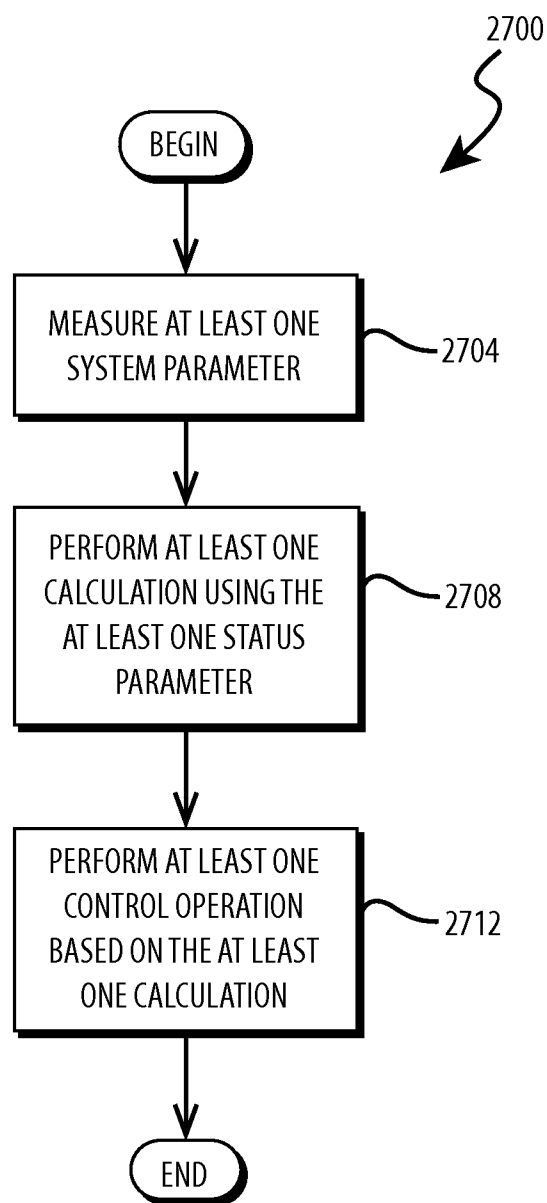 2700
BEGIN
MEASURE AT LEAST ONE
SYSTEM PARAMETER
2704
PERFORM AT LEAST ONE
CALCULATION USING THE
AT LEAST ONE STATUS
PARAMETER
2708
PERFORM AT LEAST ONE
CONTROL OPERATION
BASED ON THE AT LEAST
ONE CALCULATION
2712
END